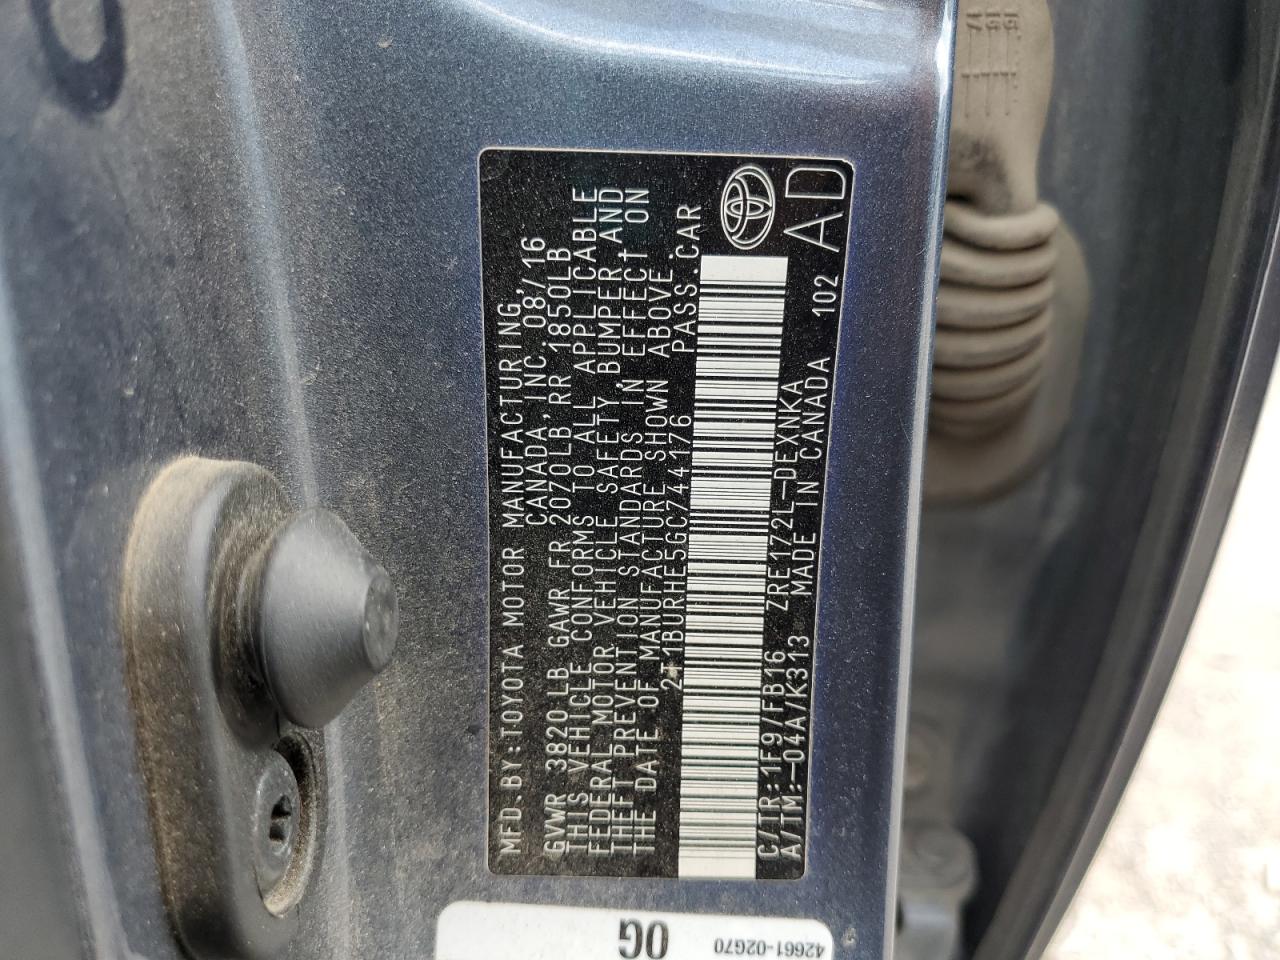 MFD.BY:TOYOTA MOTOR MANUFACTURING,
CANADA,INC. 08/16
GVWR 3820LB GAWR FR 2070LB RR 1850LB
THIS VEHICLE CONFORMS TO ALL APPLICABLE
FEDERAL MOTOR VEHICLE SAFETY,BUMPER,AND
THEFT PREVENTION STANDARDS IN EFFECT ON
THE DATE OF MANUFACTURE SHOWN ABOVE.
2T1BURHE5GC744176 PASS.CAR
C/TR:1F9/FB16 ZRE172L-DEXNKA
A/TM:-04A/K313 MADE IN CANADA 102
AD
0G
42661-02G70